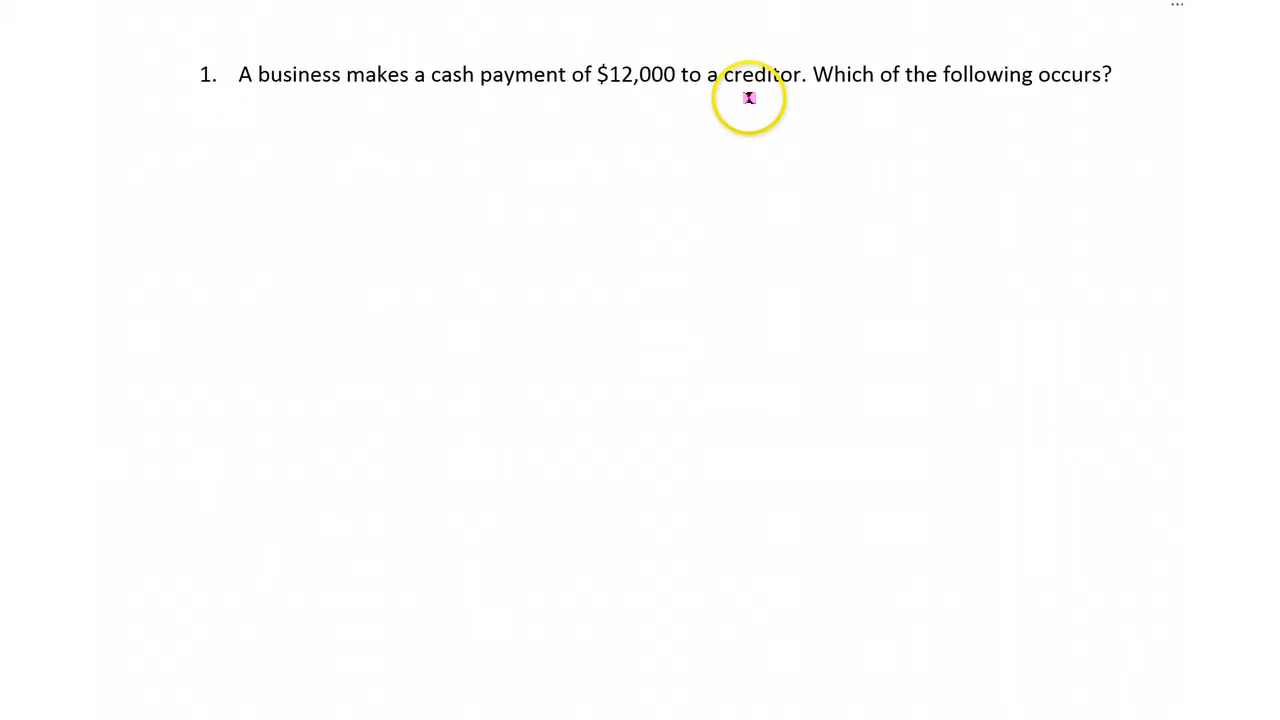 1. A business makes a cash payment of $12,000 to a creditor. Which of the following occurs?